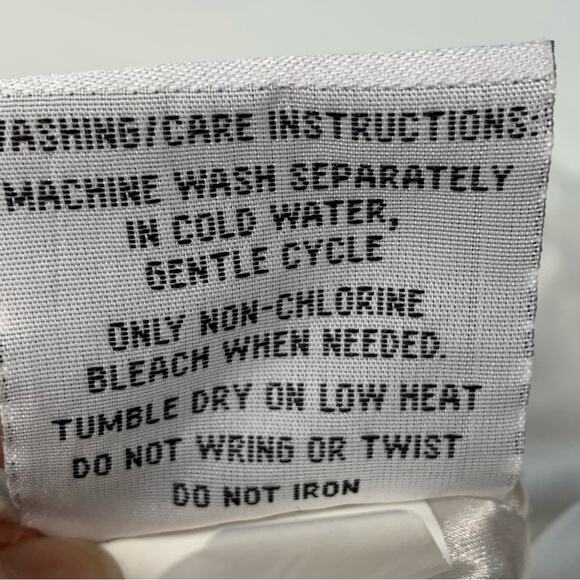 WASHING/CARE INSTRUCTIONS:
MACHINE WASH SEPARATELY
IN COLD WATER,
GENTLE CYCLE
ONLY NON-CHLORINE
BLEACH WHEN NEEDED.
TUMBLE DRY ON LOW HEAT
DO NOT WRING OR TWIST
DO NOT IRON